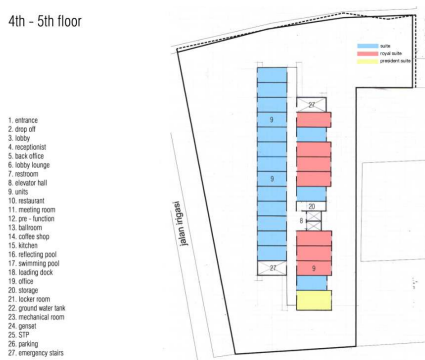 4th - 5th floor
suite
royal suite
president suite
1. entrance
2. drop off
3. lobby
4. receptionist
5. back office
6. lobby lounge
7. restroom
8. elevator hall
9. units
10. restaurant
11. meeting room
12. pre - function
13. ballroom
14. coffee shop
15. kitchen
16. reflecting pool
17. swimming pool
18. loading dock
19. office
20. storage
21. locker room
22. ground water tank
23. mechanical room
24. genset
25. STP
26. parking
27. emergency stairs
27
9
9
20
8
27
9
jalan irigasi